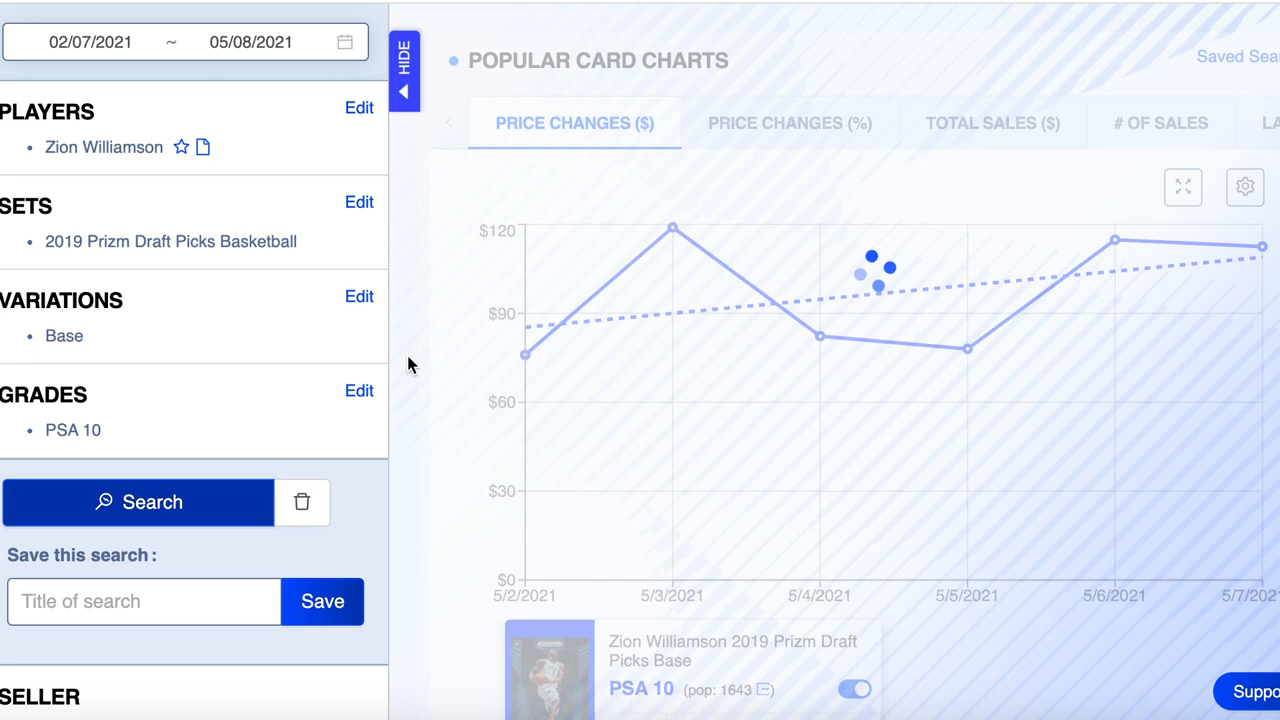 02/07/2021 ~ 05/08/2021
HIDE
PLAYERS Edit
Zion Williamson
SETS Edit
2019 Prizm Draft Picks Basketball
VARIATIONS Edit
Base
GRADES Edit
PSA 10
Search
Save this search:
Title of search Save
SELLER
POPULAR CARD CHARTS
Saved Sear
PRICE CHANGES ($) PRICE CHANGES (%) TOTAL SALES ($) # OF SALES LA
$120
$90
$60
$30
$0
5/2/2021 5/3/2021 5/4/2021 5/5/2021 5/6/2021 5/7/2021
Zion Williamson 2019 Prizm Draft
Picks Base
PSA 10 (pop: 1643)
Suppo